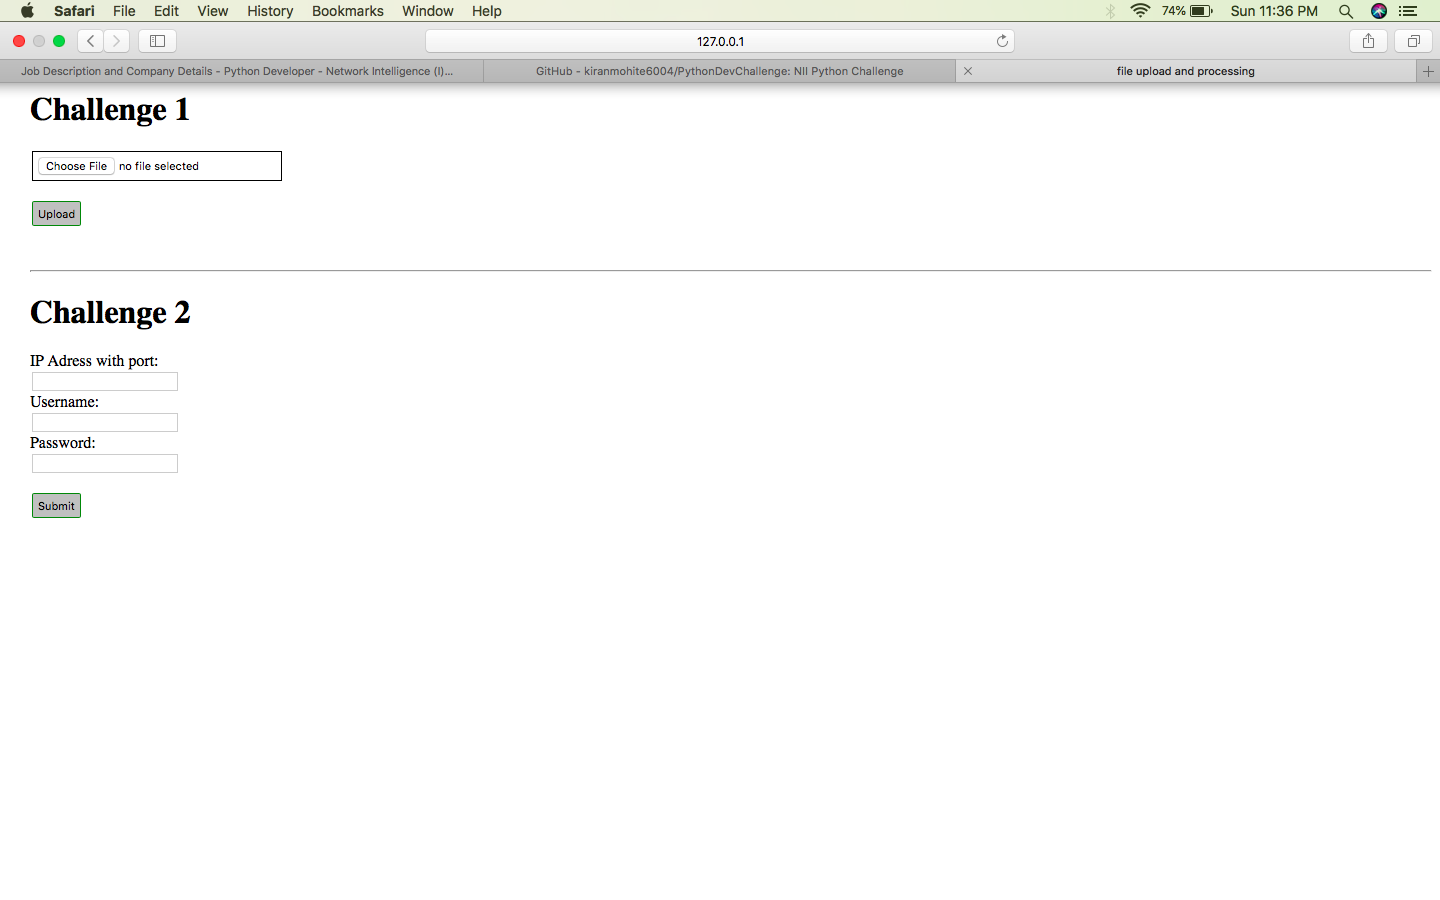 Safari File Edit View History Bookmarks Window Help 74% Sun 11:36 PM
127.0.0.1
Job Description and Company Details - Python Developer - Network Intelligence (I)... GitHub - kiranmohite6004/PythonDevChallenge: NII Python Challenge file upload and processing
Challenge 1
Choose File no file selected
Upload
Challenge 2
IP Adress with port:
Username:
Password:
Submit